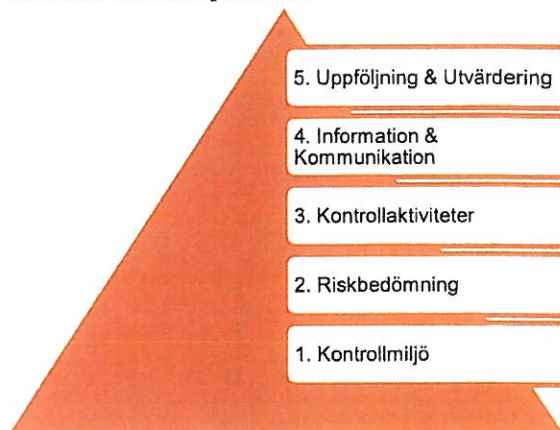 5. Uppföljning & Utvärdering
4. Information &
Kommunikation
3. Kontrollaktiviteter
2. Riskbedömning
1. Kontrollmiljö